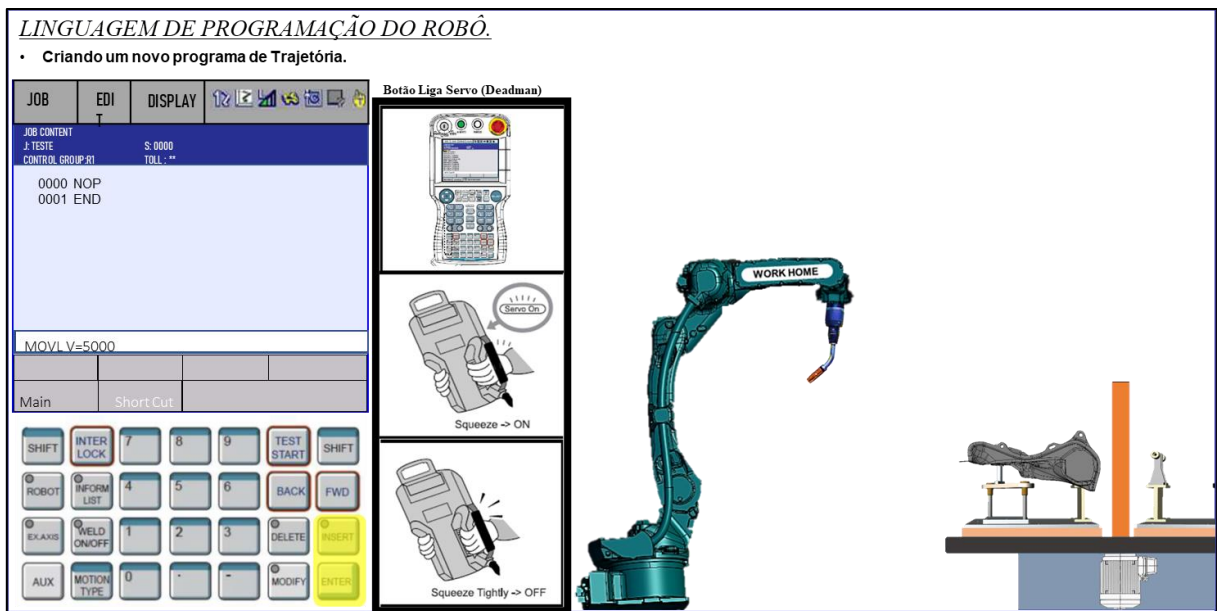 LINGUAGEM DE PROGRAMAÇÃO DO ROBÔ.
• Criando um novo programa de Trajetória.
JOB
EDI
T
DISPLAY
JOB CONTENT
J: TESTE
S: 0000
CONTROL GROUP:R1
TOLL : **
0000 NOP
0001 END
MOVL V=5000
Main
Short Cut
SHIFT
INTER
LOCK
7
8
9
TEST
START
SHIFT
ROBOT
INFORM
LIST
4
5
6
BACK
FWD
EX.AXIS
WELD
ON/OFF
1
2
3
DELETE
INSERT
AUX
MOTION
TYPE
0
.
-
MODIFY
ENTER
Botão Liga Servo (Deadman)
Servo On
Squeeze -> ON
Squeeze Tightly -> OFF
WORK HOME